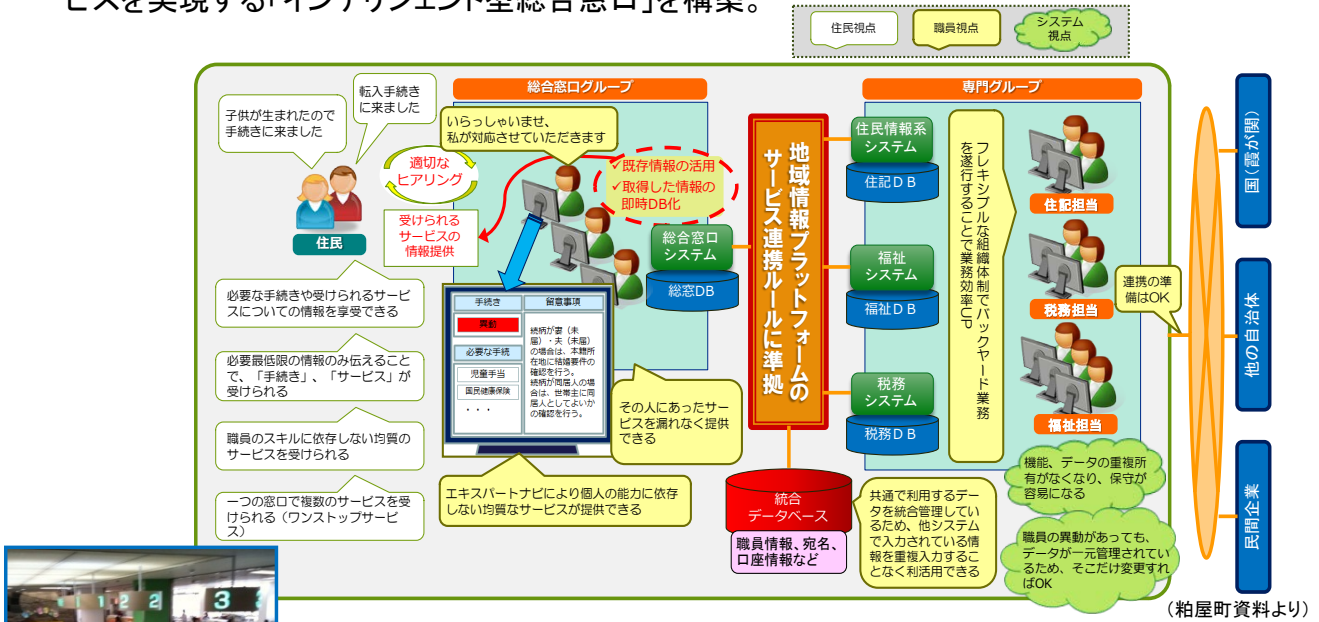 ビスを実現する「インテリジェント型総合窓口」を構築。
住民視点
職員視点
システム
視点
総合窓口グループ
専門グループ
子供が生まれたので
手続きに来ました
転入手続き
に来ました
いらっしゃいませ、
私が対応させていただきます
適切な
ヒアリング
✓既存情報の活用
✓取得した情報の
即時DB化
受けられる
サービスの
情報提供
住民
総合窓口
システム
総窓DB
地域情報プラットフォームの
サービス連携ルールに準拠
住民情報系
システム
住記DB
福祉
システム
福祉DB
税務
システム
税務DB
フレキシブルな組織体制でバックヤード業務
を遂行することで業務効率UP
住記担当
税務担当
福祉担当
連携の準
備はOK
国(霞が関)
他の自治体
民間企業
必要な手続きや受けられるサービ
スについての情報を享受できる
必要最低限の情報のみ伝えること
で、「手続き」、「サービス」が
受けられる
職員のスキルに依存しない均質の
サービスを受けられる
一つの窓口で複数のサービスを受
けられる(ワンストップサービ
ス)
手続き
留意事項
異動
必要な手続
児童手当
国民健康保険
・・・
続柄が妻(未
届)・夫(未届)
の場合は、本籍所
在地に結婚要件の
確認を行う。
続柄が同居人の場
合は、世帯主に同
居人としてよいか
の確認を行う。
その人にあったサー
ビスを漏れなく提供
できる
エキスパートナビにより個人の能力に依存
しない均質なサービスが提供できる
統合
データベース
職員情報、宛名、
口座情報など
共通で利用するデー
タを統合管理してい
るため、他システム
で入力されている情
報を重複入力するこ
となく利活用できる
機能、データの重複所
有がなくなり、保守が
容易になる
職員の異動があっても、
データが一元管理されてい
るため、そこだけ変更すれ
ばOK
1 2 2 3
(粕屋町資料より)